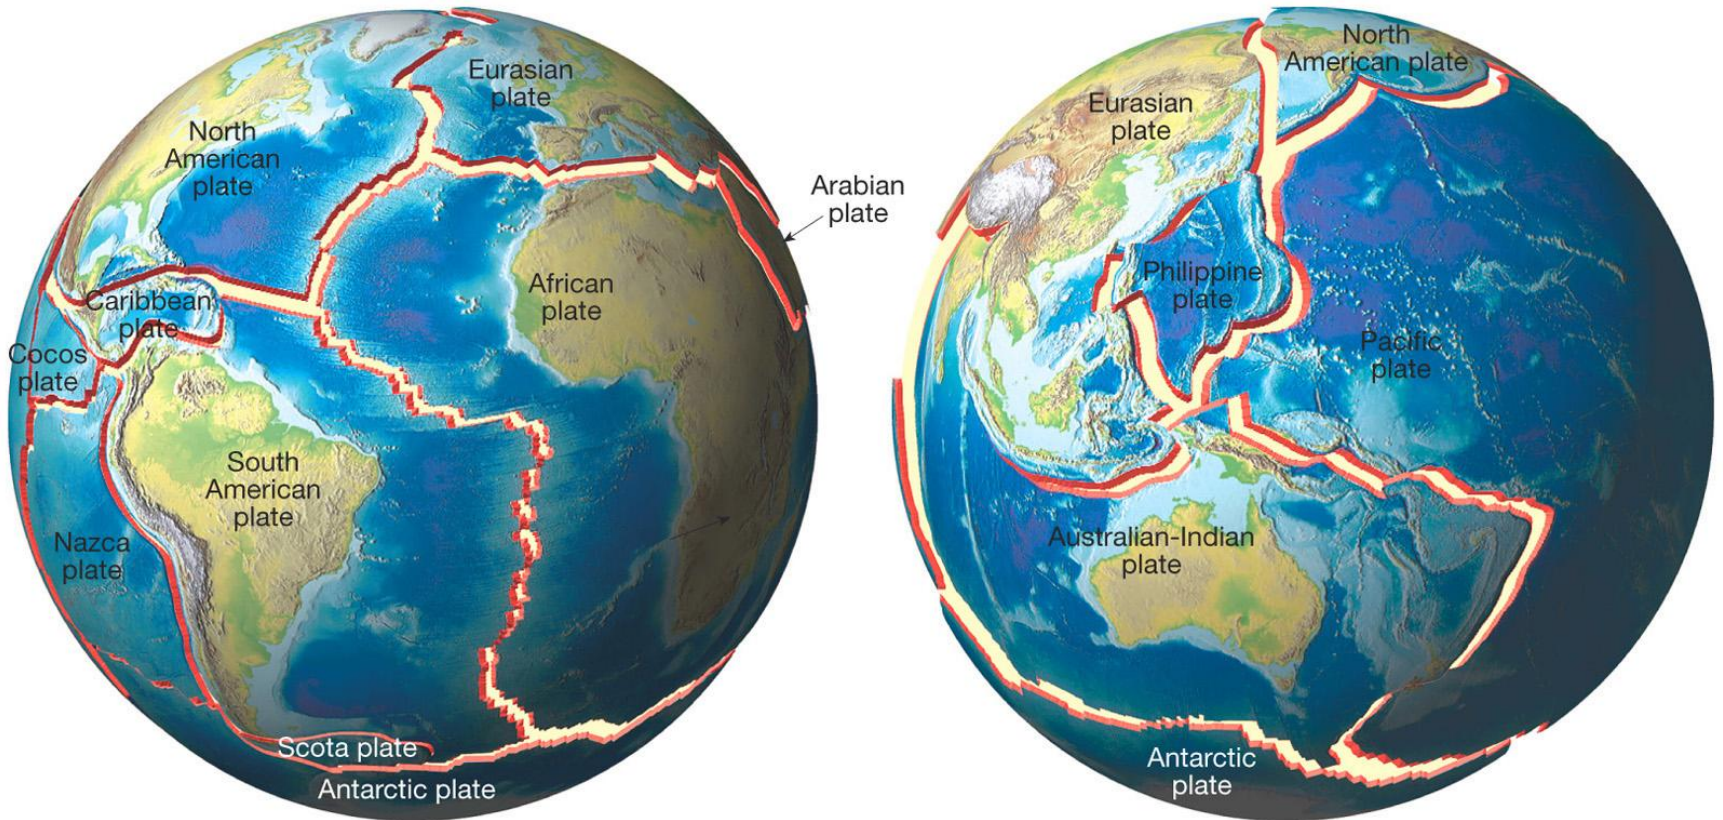 Eurasian
plate
North
American
plate
Arabian
plate
African
plate
Caribbean
plate
Cocos
plate
South
American
plate
Nazca
plate
Scota plate
Antarctic plate
North
American plate
Eurasian
plate
Philippine
plate
Pacific
plate
Australian-Indian
plate
Antarctic
plate